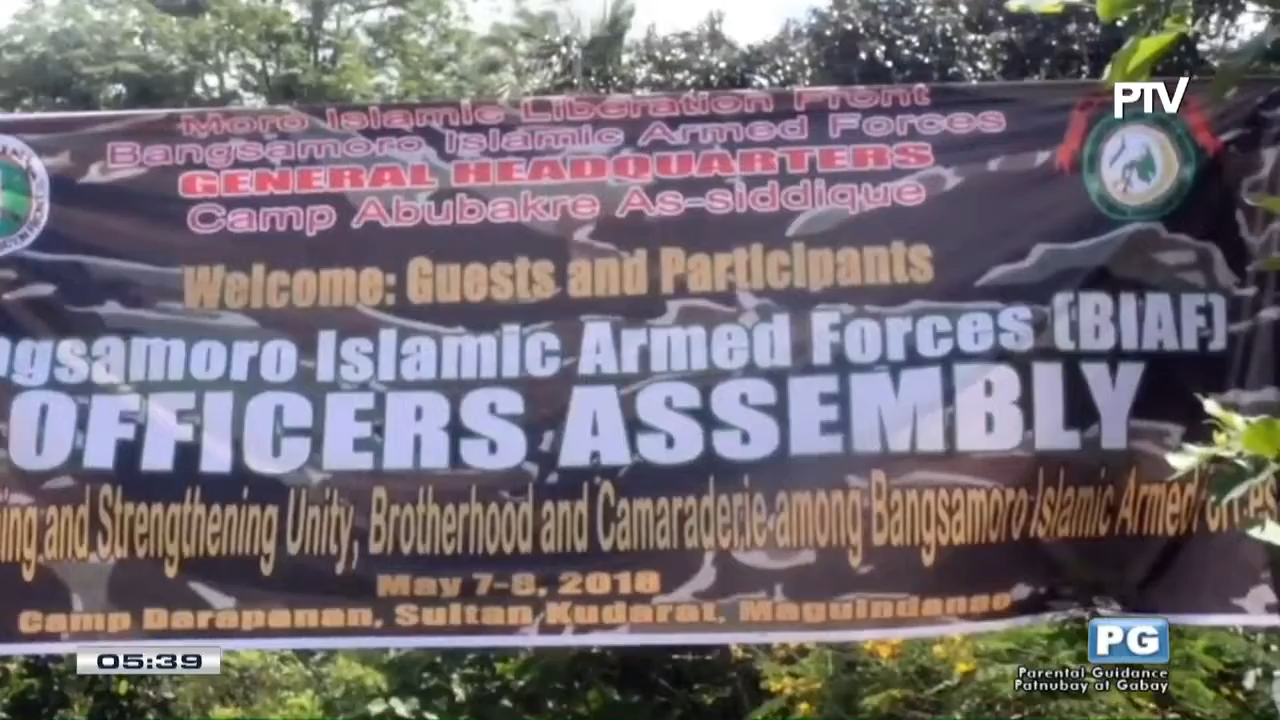 PTV
Moro Islamic Liberation Front
Bangsamoro Islamic Armed Forces
GENERAL HEADQUARTERS
Camp Abubakre As-siddique
Welcome: Guests and Participants
ngsamoro Islamic Armed Forces (BIAF)
OFFICERS ASSEMBLY
ing and Strengthening Unity, Brotherhood and Camaraderie among Bangsamoro Islamic Armed Forces
May 7-8, 2018
Camp Darapanan, Sultan Kudarat, Maguindanao
05:39
PG
Parental Guidance
Patnubay at Gabay